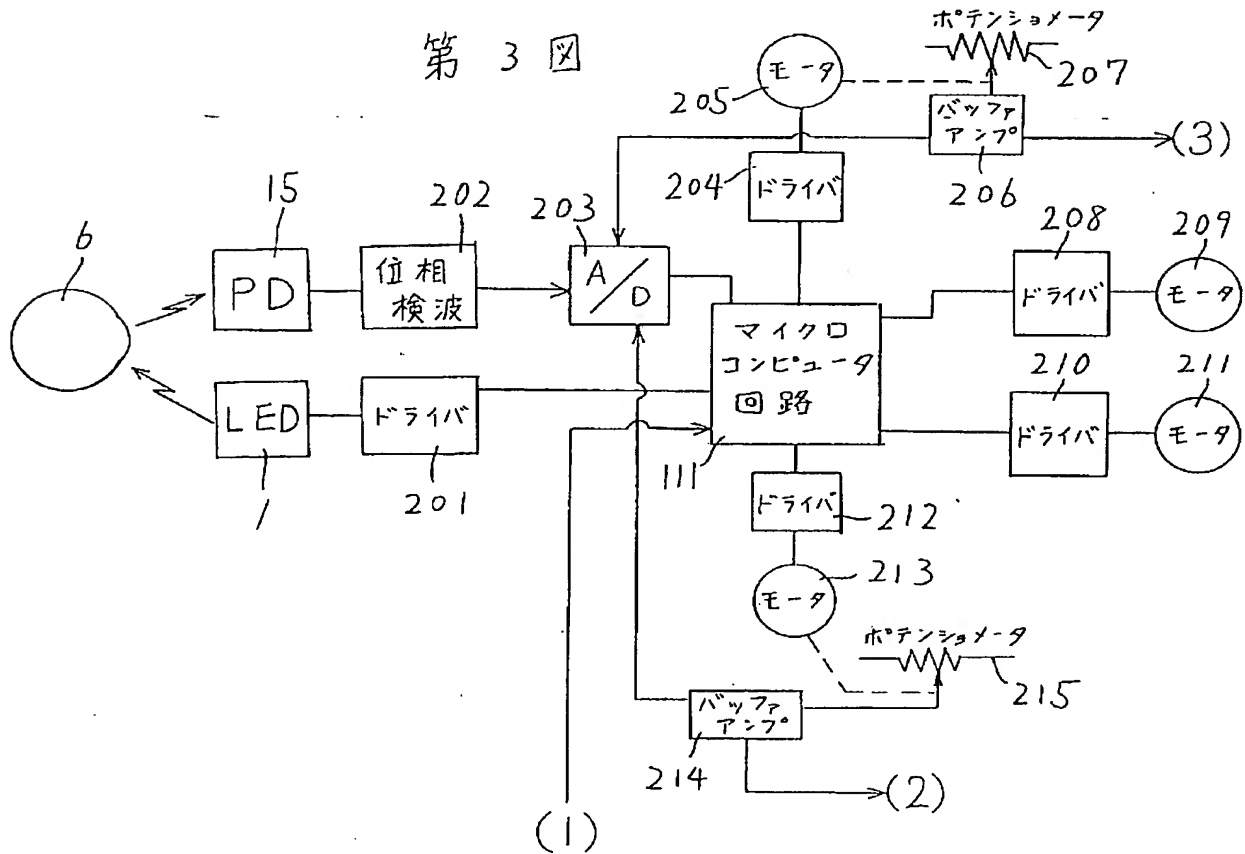 第 3 図
ポテンショメータ
207
モータ
205
バッファ
アンプ
206
(3)
204
ドライバ
6
15
PD
202
位相
検波
203
A/D
208
ドライバ
209
モータ
マイクロ
コンピュータ
回路
111
LED
1
ドライバ
201
210
ドライバ
211
モータ
ドライバ
212
213
モータ
ポテンショメータ
215
バッファ
アンプ
214
(2)
(1)